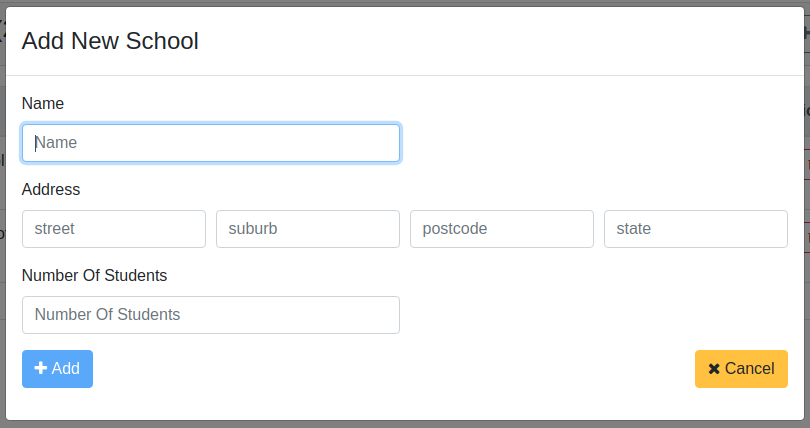 Add New School
Name
Name
Address
street suburb postcode state
Number Of Students
Number Of Students
Add Cancel